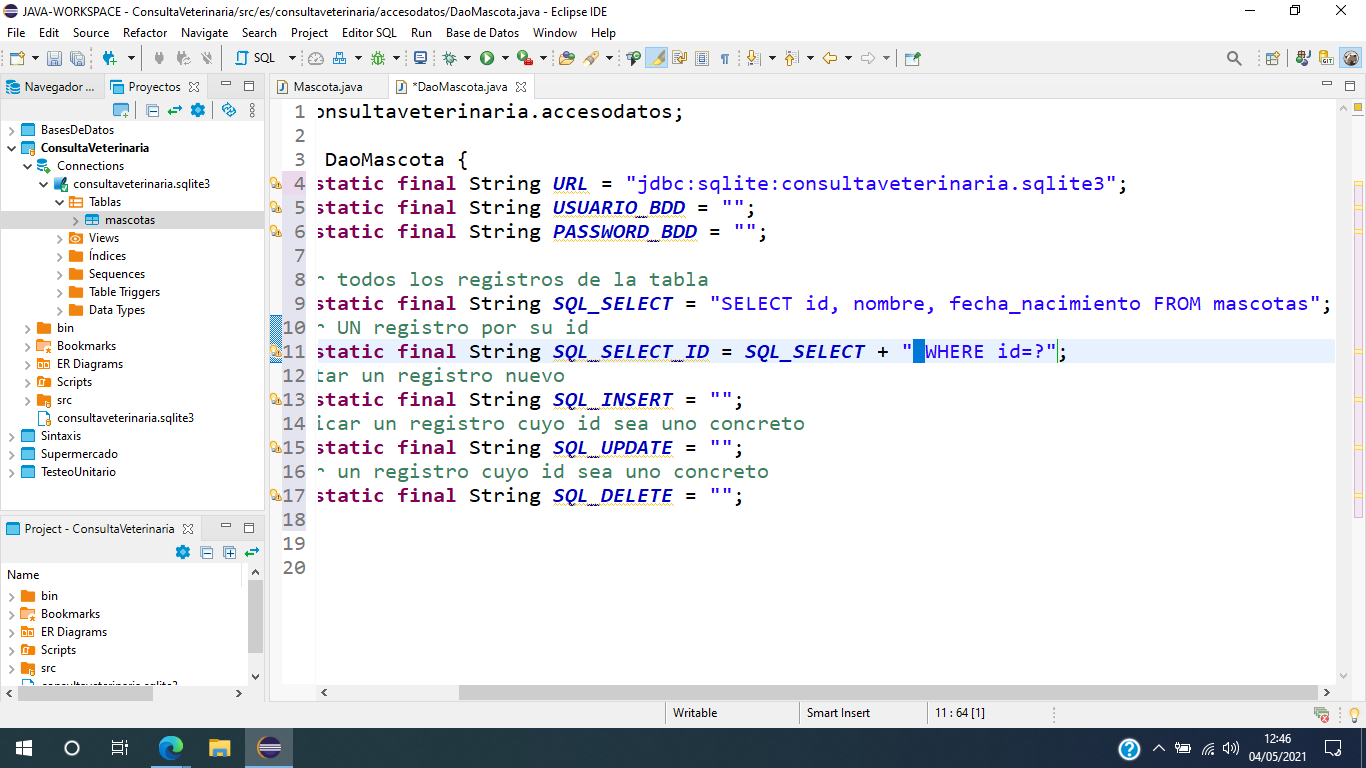 JAVA-WORKSPACE - ConsultaVeterinaria/src/es/consultaveterinaria/accesodatos/DaoMascota.java - Eclipse IDE
File Edit Source Refactor Navigate Search Project Editor SQL Run Base de Datos Window Help
SQL
Navegador ... Proyectos
Mascota.java *DaoMascota.java
BasesDeDatos
ConsultaVeterinaria
Connections
consultaveterinaria.sqlite3
Tablas
mascotas
Views
Índices
Sequences
Table Triggers
Data Types
bin
Bookmarks
ER Diagrams
Scripts
src
consultaveterinaria.sqlite3
Sintaxis
Supermercado
TesteoUnitario
Project - ConsultaVeterinaria
Name
bin
Bookmarks
ER Diagrams
Scripts
src
1 onsultaveterinaria.accesodatos;
2
3 DaoMascota {
4 static final String URL = "jdbc:sqlite:consultaveterinaria.sqlite3";
5 static final String USUARIO_BDD = "";
6 static final String PASSWORD_BDD = "";
7
8 r todos los registros de la tabla
9 static final String SQL_SELECT = "SELECT id, nombre, fecha_nacimiento FROM mascotas";
10 r UN registro por su id
11 static final String SQL_SELECT_ID = SQL_SELECT + " WHERE id=?";
12 tar un registro nuevo
13 static final String SQL_INSERT = "";
14 icar un registro cuyo id sea uno concreto
15 static final String SQL_UPDATE = "";
16 r un registro cuyo id sea uno concreto
17 static final String SQL_DELETE = "";
18
19
20
Writable Smart Insert 11 : 64 [1]
12:46
04/05/2021